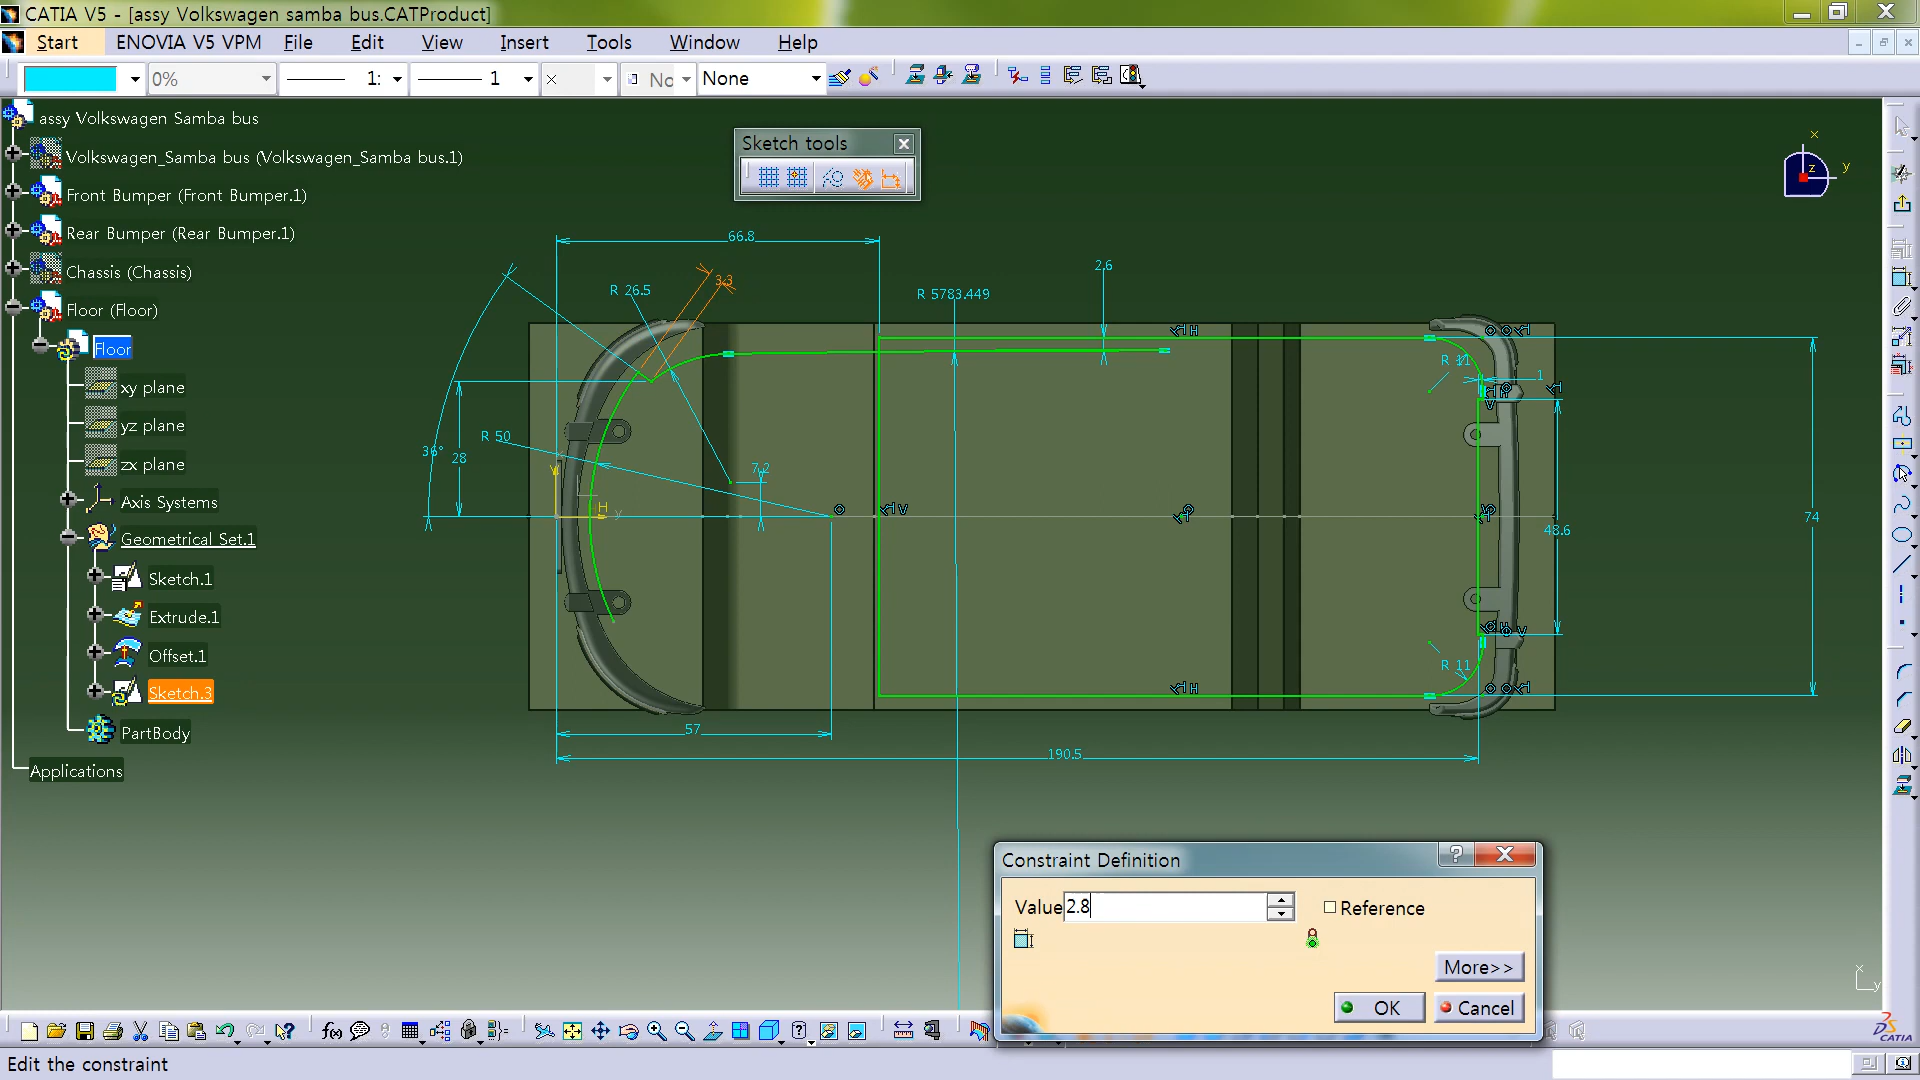 CATIA V5 - [assy Volkswagen samba bus.CATProduct]
Start ENOVIA V5 VPM File Edit View Insert Tools Window Help
0% 1: 1 No None
assy Volkswagen Samba bus
Volkswagen_Samba bus (Volkswagen_Samba bus.1)
Front Bumper (Front Bumper.1)
Rear Bumper (Rear Bumper.1)
Chassis (Chassis)
Floor (Floor)
Floor
xy plane
yz plane
zx plane
Axis Systems
Geometrical Set.1
Sketch.1
Extrude.1
Offset.1
Sketch.3
PartBody
Applications
Sketch tools
x
y
z
66.8
2.6
3.3
R 26.5
R 5783.449
R 11
1
R 50
36°
28
7.2
H
y
V
48.6
74
R 11
57
190.5
Constraint Definition
Value 2.8
Reference
More>>
OK Cancel
x
y
CATIA
Edit the constraint